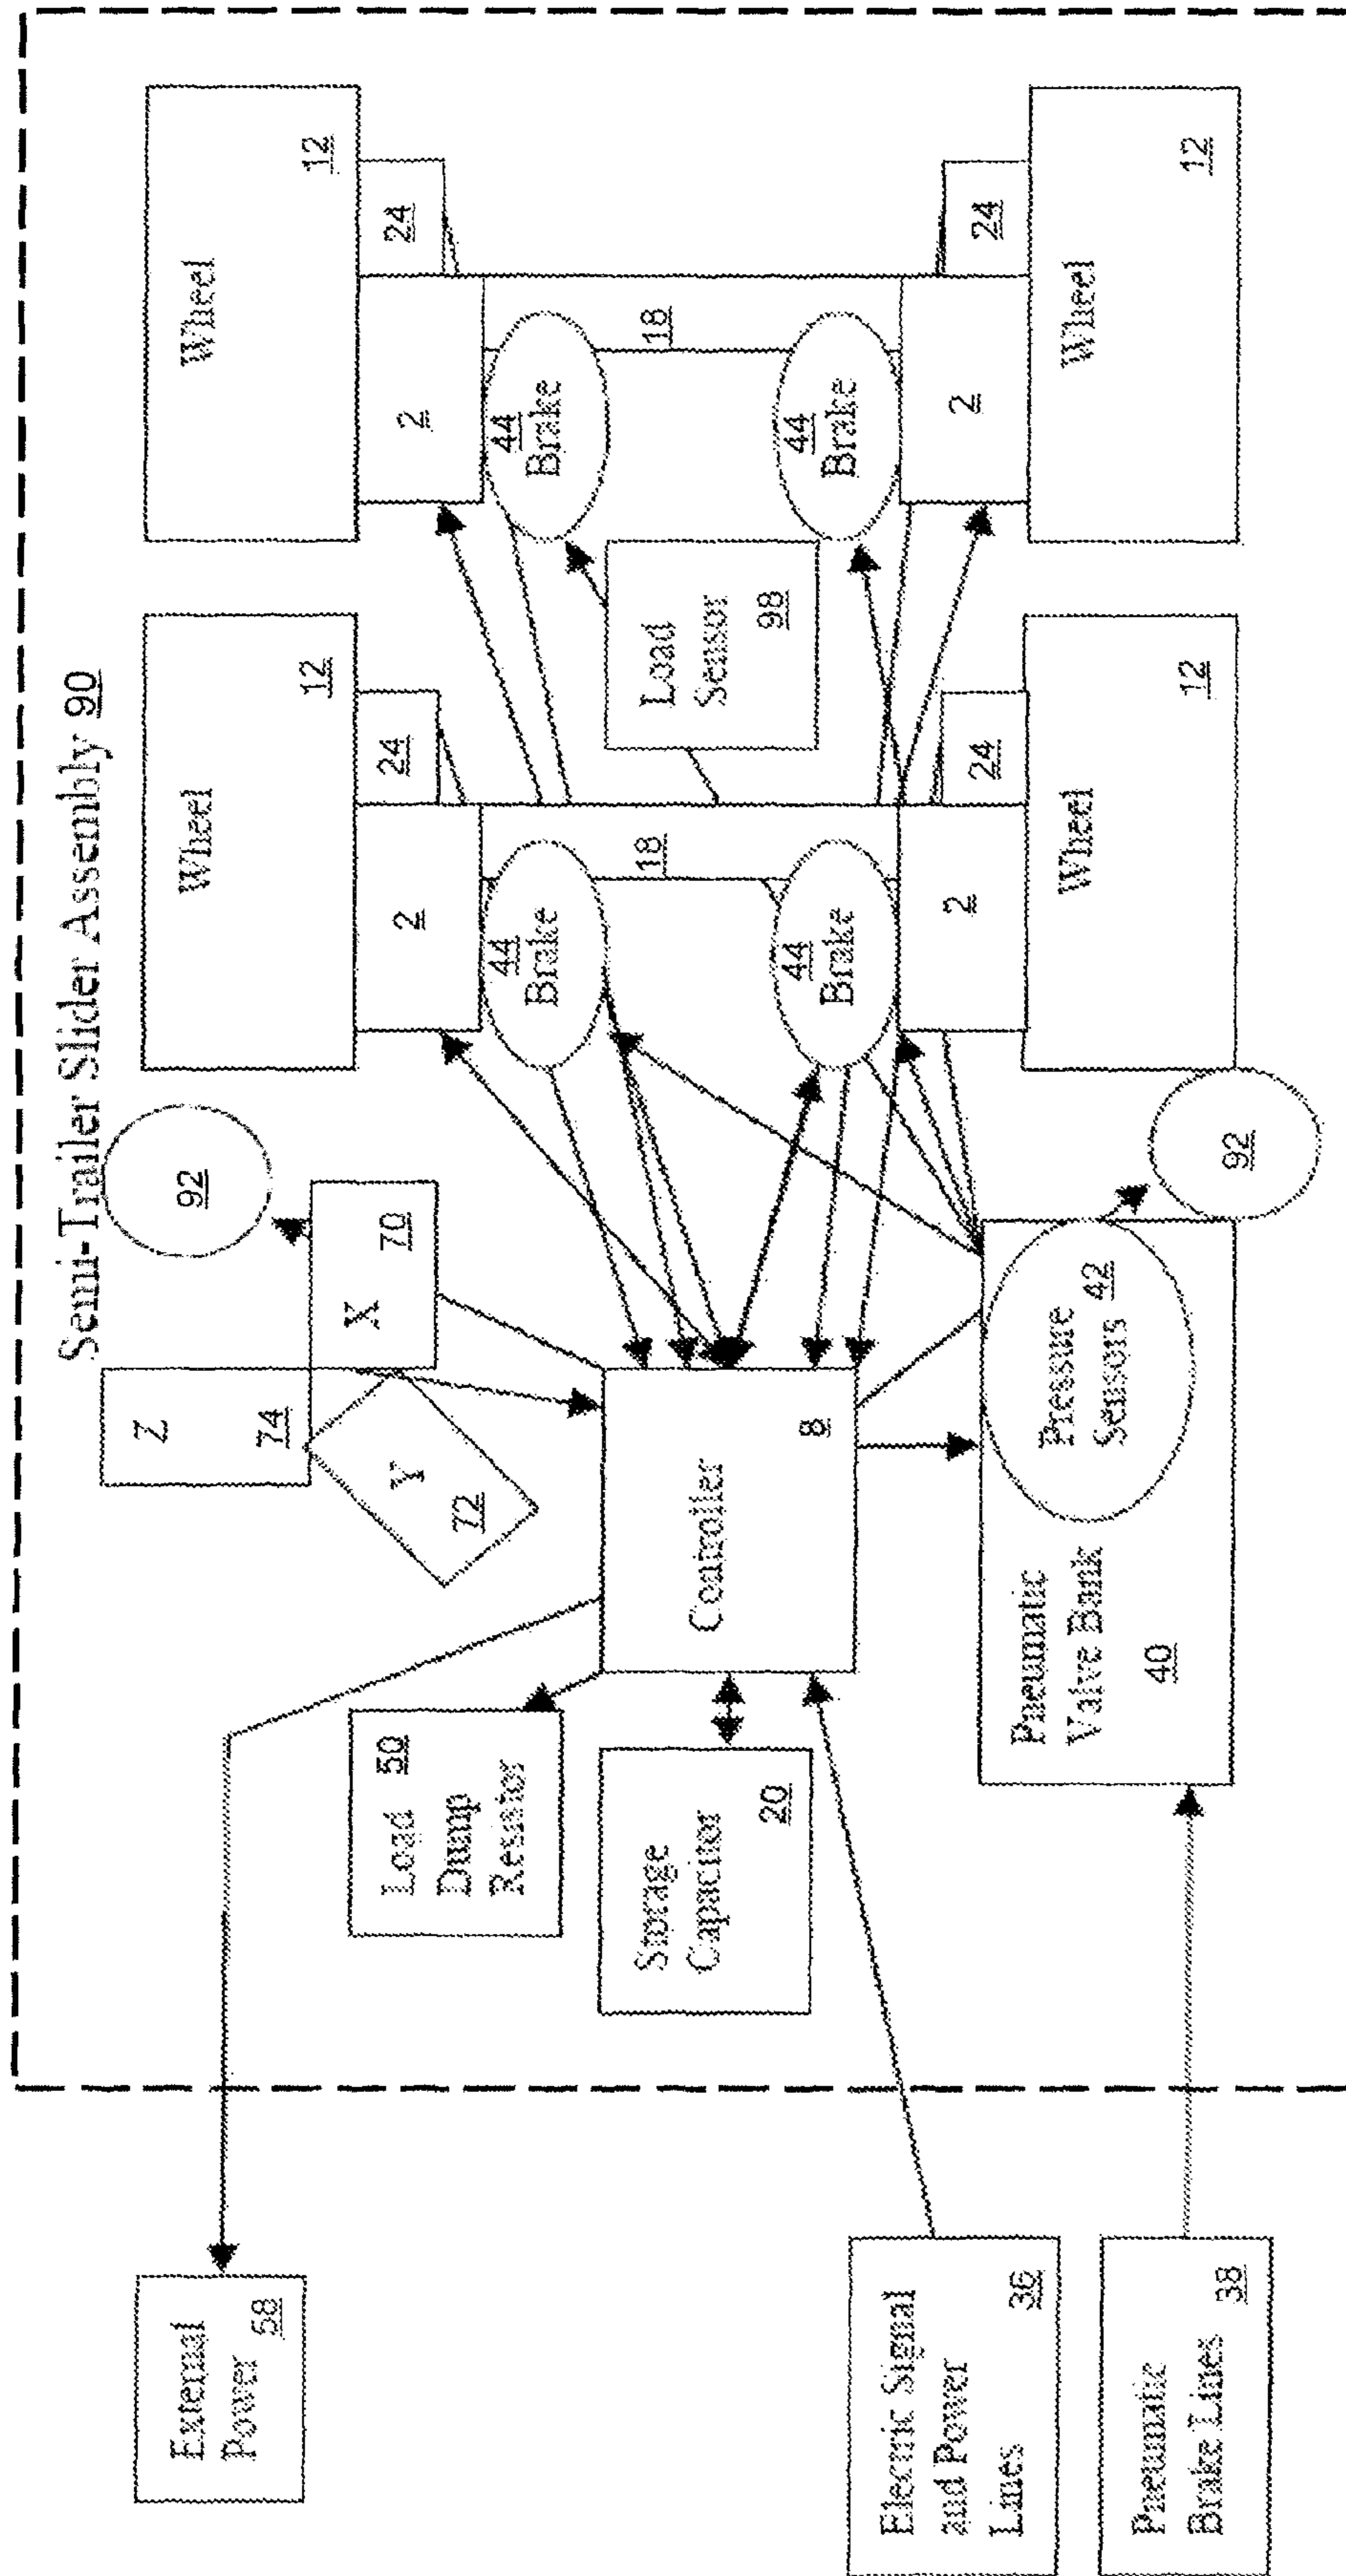 Semi-Trailer Slider Assembly 90
External
Power 58
Z
74
X
70
Y
72
92
Wheel
12
24
2
Wheel
12
24
2
Load 50
Dump
Resistor
Storage
Capacitor
20
Controller
8
44
Brake
18
44
Brake
Load
Sensor
98
44
Brake
18
44
Brake
Electric Signal
and Power
Lines
36
Pneumatic
Brake Lines
38
Pneumatic
Valve Bank
40
Pressure
Sensors 42
92
2
24
Wheel
12
2
24
Wheel
12